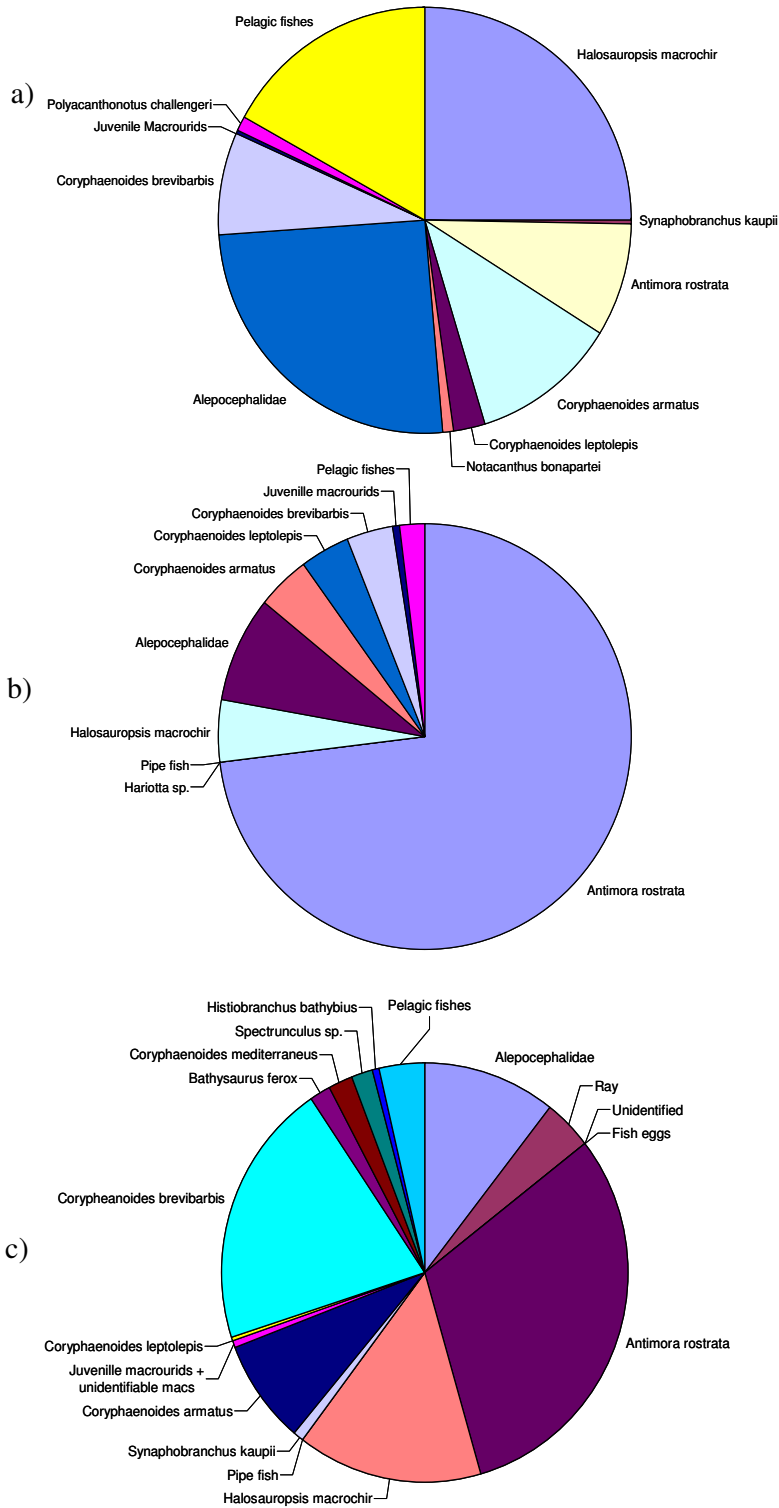 a)
Pelagic fishes
Halosauropsis macrochir
Polyacanthonotus challengeri
Juvenile Macrourids
Coryphaenoides brevibarbis
Synaphobranchus kaupii
Antimora rostrata
Alepocephalidae
Coryphaenoides armatus
Coryphaenoides leptolepis
Notacanthus bonapartei
b)
Pelagic fishes
Juvenille macrourids
Coryphaenoides brevibarbis
Coryphaenoides leptolepis
Coryphaenoides armatus
Alepocephalidae
Halosauropsis macrochir
Pipe fish
Hariotta sp.
Antimora rostrata
c)
Histiobranchus bathybius
Pelagic fishes
Spectrunculus sp.
Coryphaenoides mediterraneus
Bathysaurus ferox
Alepocephalidae
Ray
Unidentified
Fish eggs
Corypheanoides brevibarbis
Antimora rostrata
Coryphaenoides leptolepis
Juvenille macrourids +
unidentifiable macs
Coryphaenoides armatus
Synaphobranchus kaupii
Pipe fish
Halosauropsis macrochir